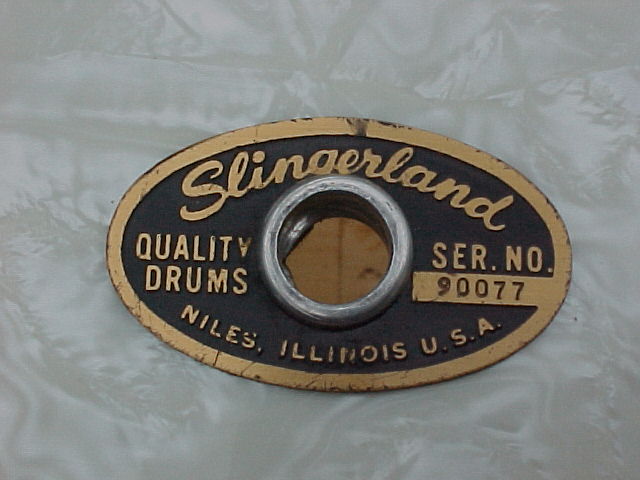 Slingerland
QUALITY
DRUMS
SER. NO.
90077
NILES, ILLINOIS U.S.A.